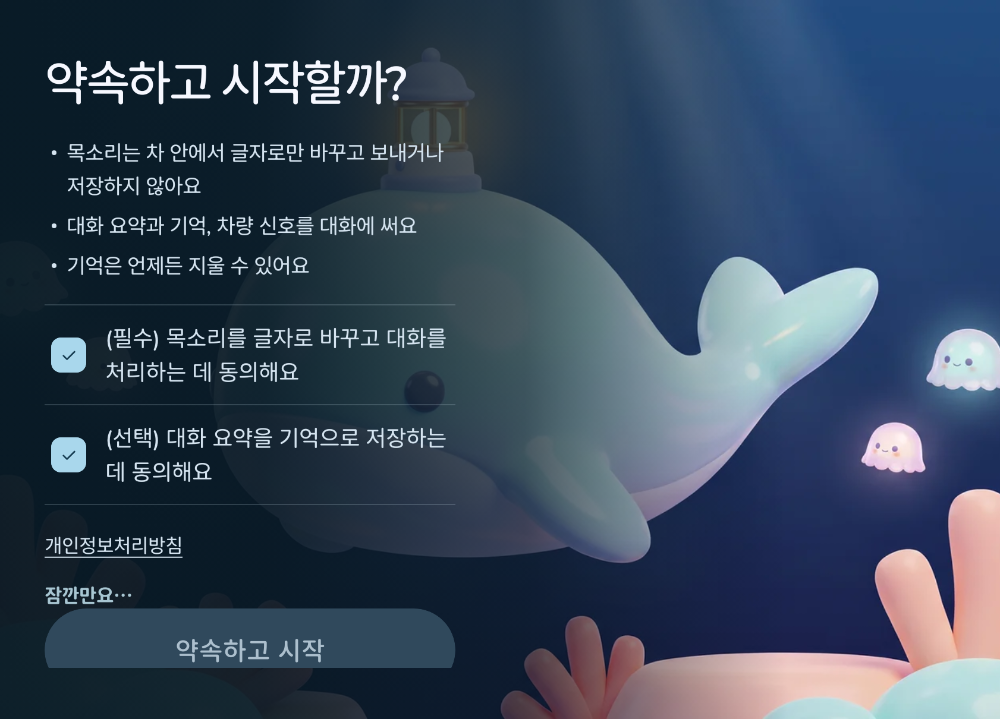 약속하고 시작할까?
• 목소리는 차 안에서 글자로만 바꾸고 보내거나
저장하지 않아요
• 대화 요약과 기억, 차량 신호를 대화에 써요
• 기억은 언제든 지울 수 있어요
(필수) 목소리를 글자로 바꾸고 대화를
처리하는 데 동의해요
(선택) 대화 요약을 기억으로 저장하는
데 동의해요
개인정보처리방침
잠깐만요…
약속하고 시작